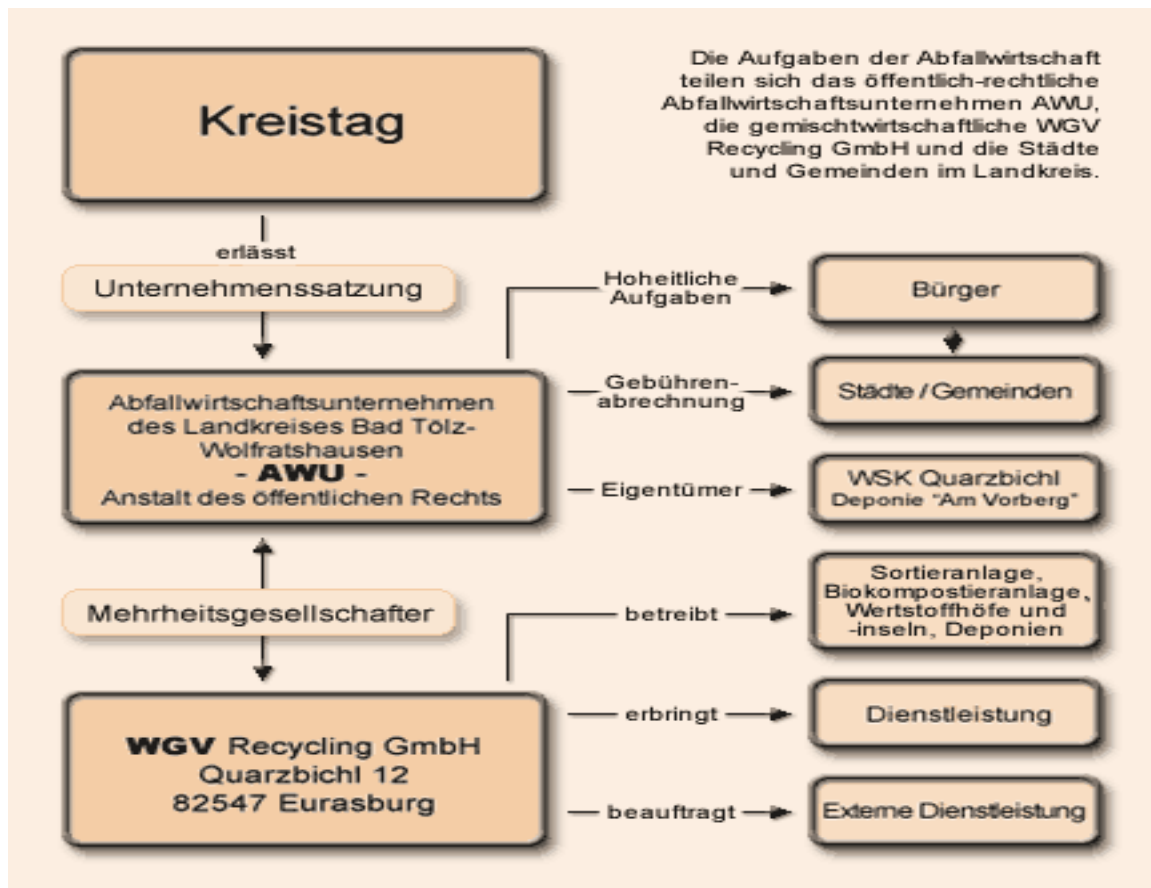 Kreistag
Die Aufgaben der Abfallwirtschaft
teilen sich das öffentlich-rechtliche
Abfallwirtschaftsunternehmen AWU,
die gemischtwirtschaftliche WGV
Recycling GmbH und die Städte
und Gemeinden im Landkreis.
erlässt
Unternehmenssatzung
Hoheitliche
Aufgaben
Bürger
Abfallwirtschaftsunternehmen
des Landkreises Bad Tölz-
Wolfratshausen
- AWU -
Anstalt des öffentlichen Rechts
Gebühren-
abrechnung
Städte / Gemeinden
Eigentümer
WSK Quarzbichl
Deponie "Am Vorberg"
Mehrheitsgesellschafter
betreibt
Sortieranlage,
Biokompostieranlage,
Wertstoffhöfe und
-inseln, Deponien
WGV Recycling GmbH
Quarzbichl 12
82547 Eurasburg
erbringt
Dienstleistung
beauftragt
Externe Dienstleistung